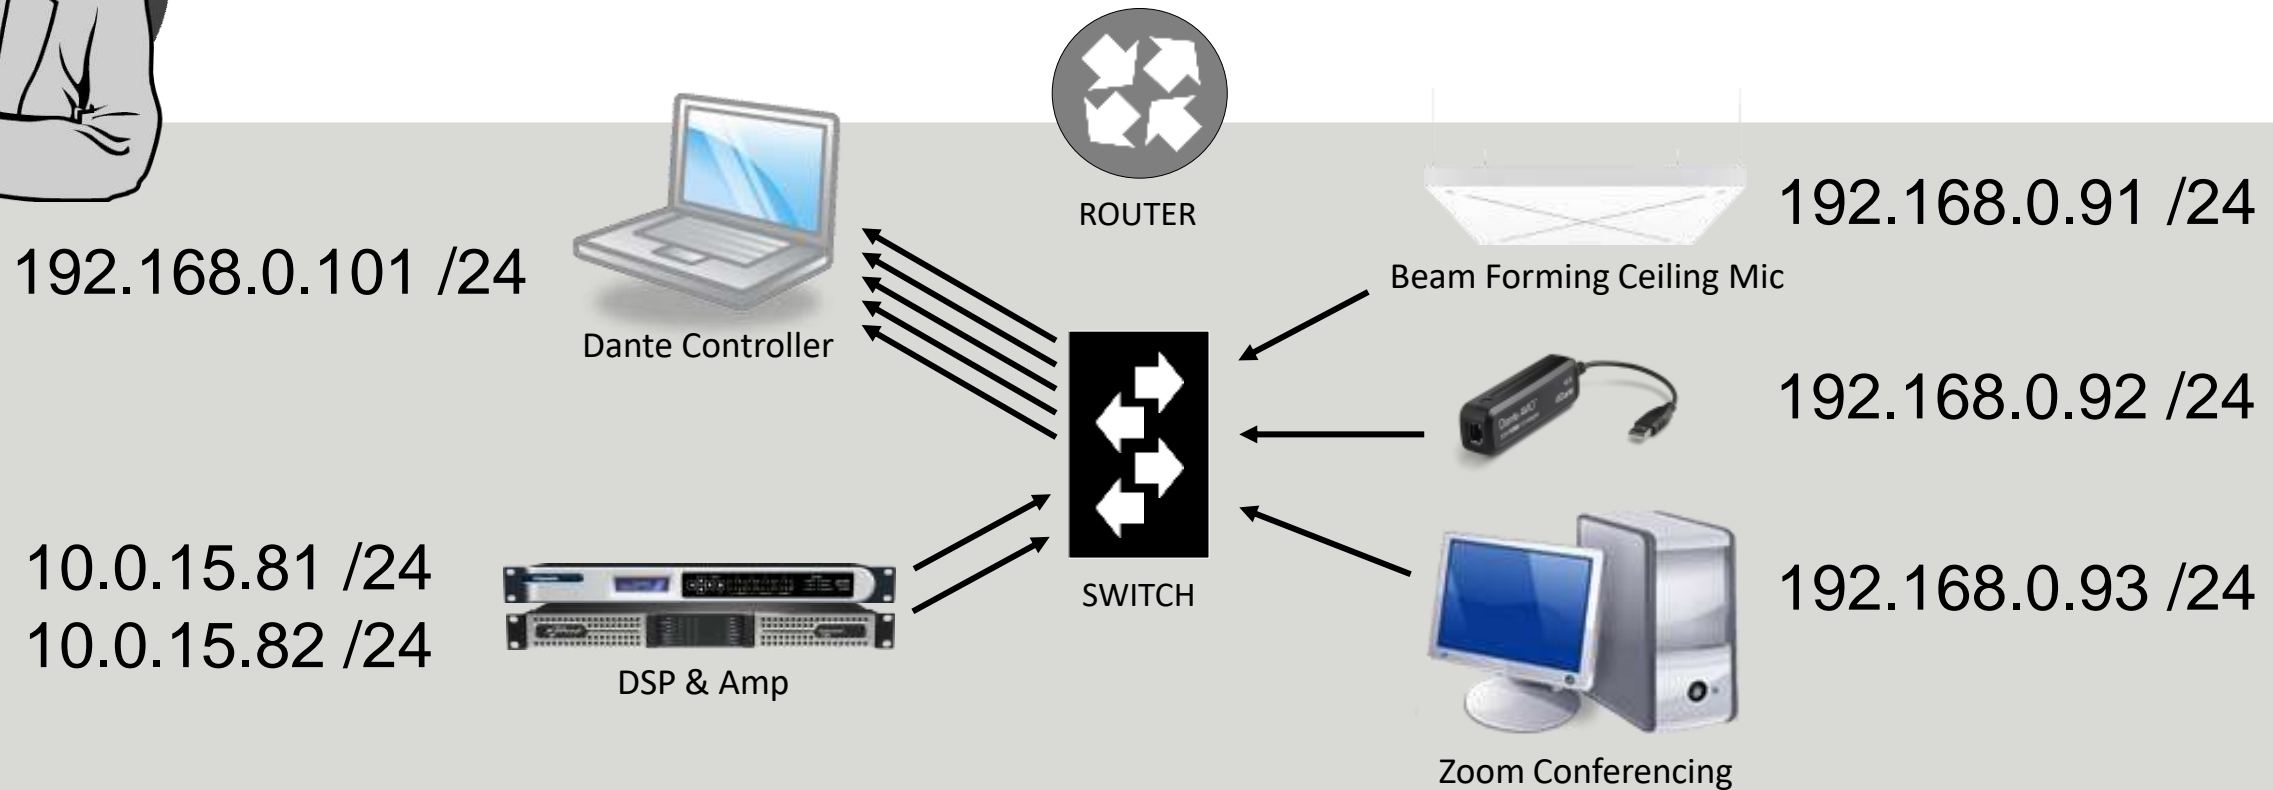 ROUTER
192.168.0.91 /24
192.168.0.101 /24
Beam Forming Ceiling Mic
Dante Controller
192.168.0.92 /24
Dante AVIO
10.0.15.81 /24
10.0.15.82 /24
SWITCH
192.168.0.93 /24
DSP & Amp
Zoom Conferencing